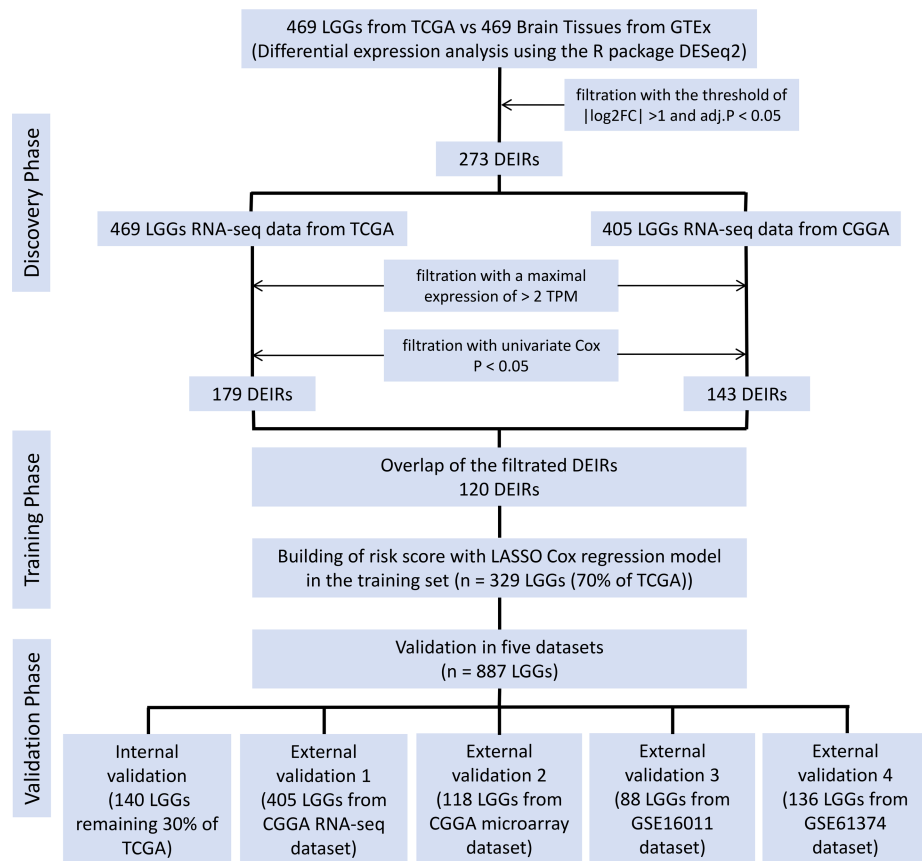 469 LGGs from TCGA vs 469 Brain Tissues from GTEx
(Differential expression analysis using the R package DESeq2)
filtration with the threshold of
|log2FC| >1 and adj.P < 0.05
273 DEIRs
Discovery Phase
469 LGGs RNA-seq data from TCGA
405 LGGs RNA-seq data from CGGA
filtration with a maximal
expression of > 2 TPM
filtration with univariate Cox
P < 0.05
179 DEIRs
143 DEIRs
Training Phase
Overlap of the filtrated DEIRs
120 DEIRs
Building of risk score with LASSO Cox regression model
in the training set (n = 329 LGGs (70% of TCGA))
Validation Phase
Validation in five datasets
(n = 887 LGGs)
Internal
validation
(140 LGGs
remaining 30% of
TCGA)
External
validation 1
(405 LGGs from
CGGA RNA-seq
dataset)
External
validation 2
(118 LGGs from
CGGA microarray
dataset)
External
validation 3
(88 LGGs from
GSE16011
dataset)
External
validation 4
(136 LGGs from
GSE61374
dataset)